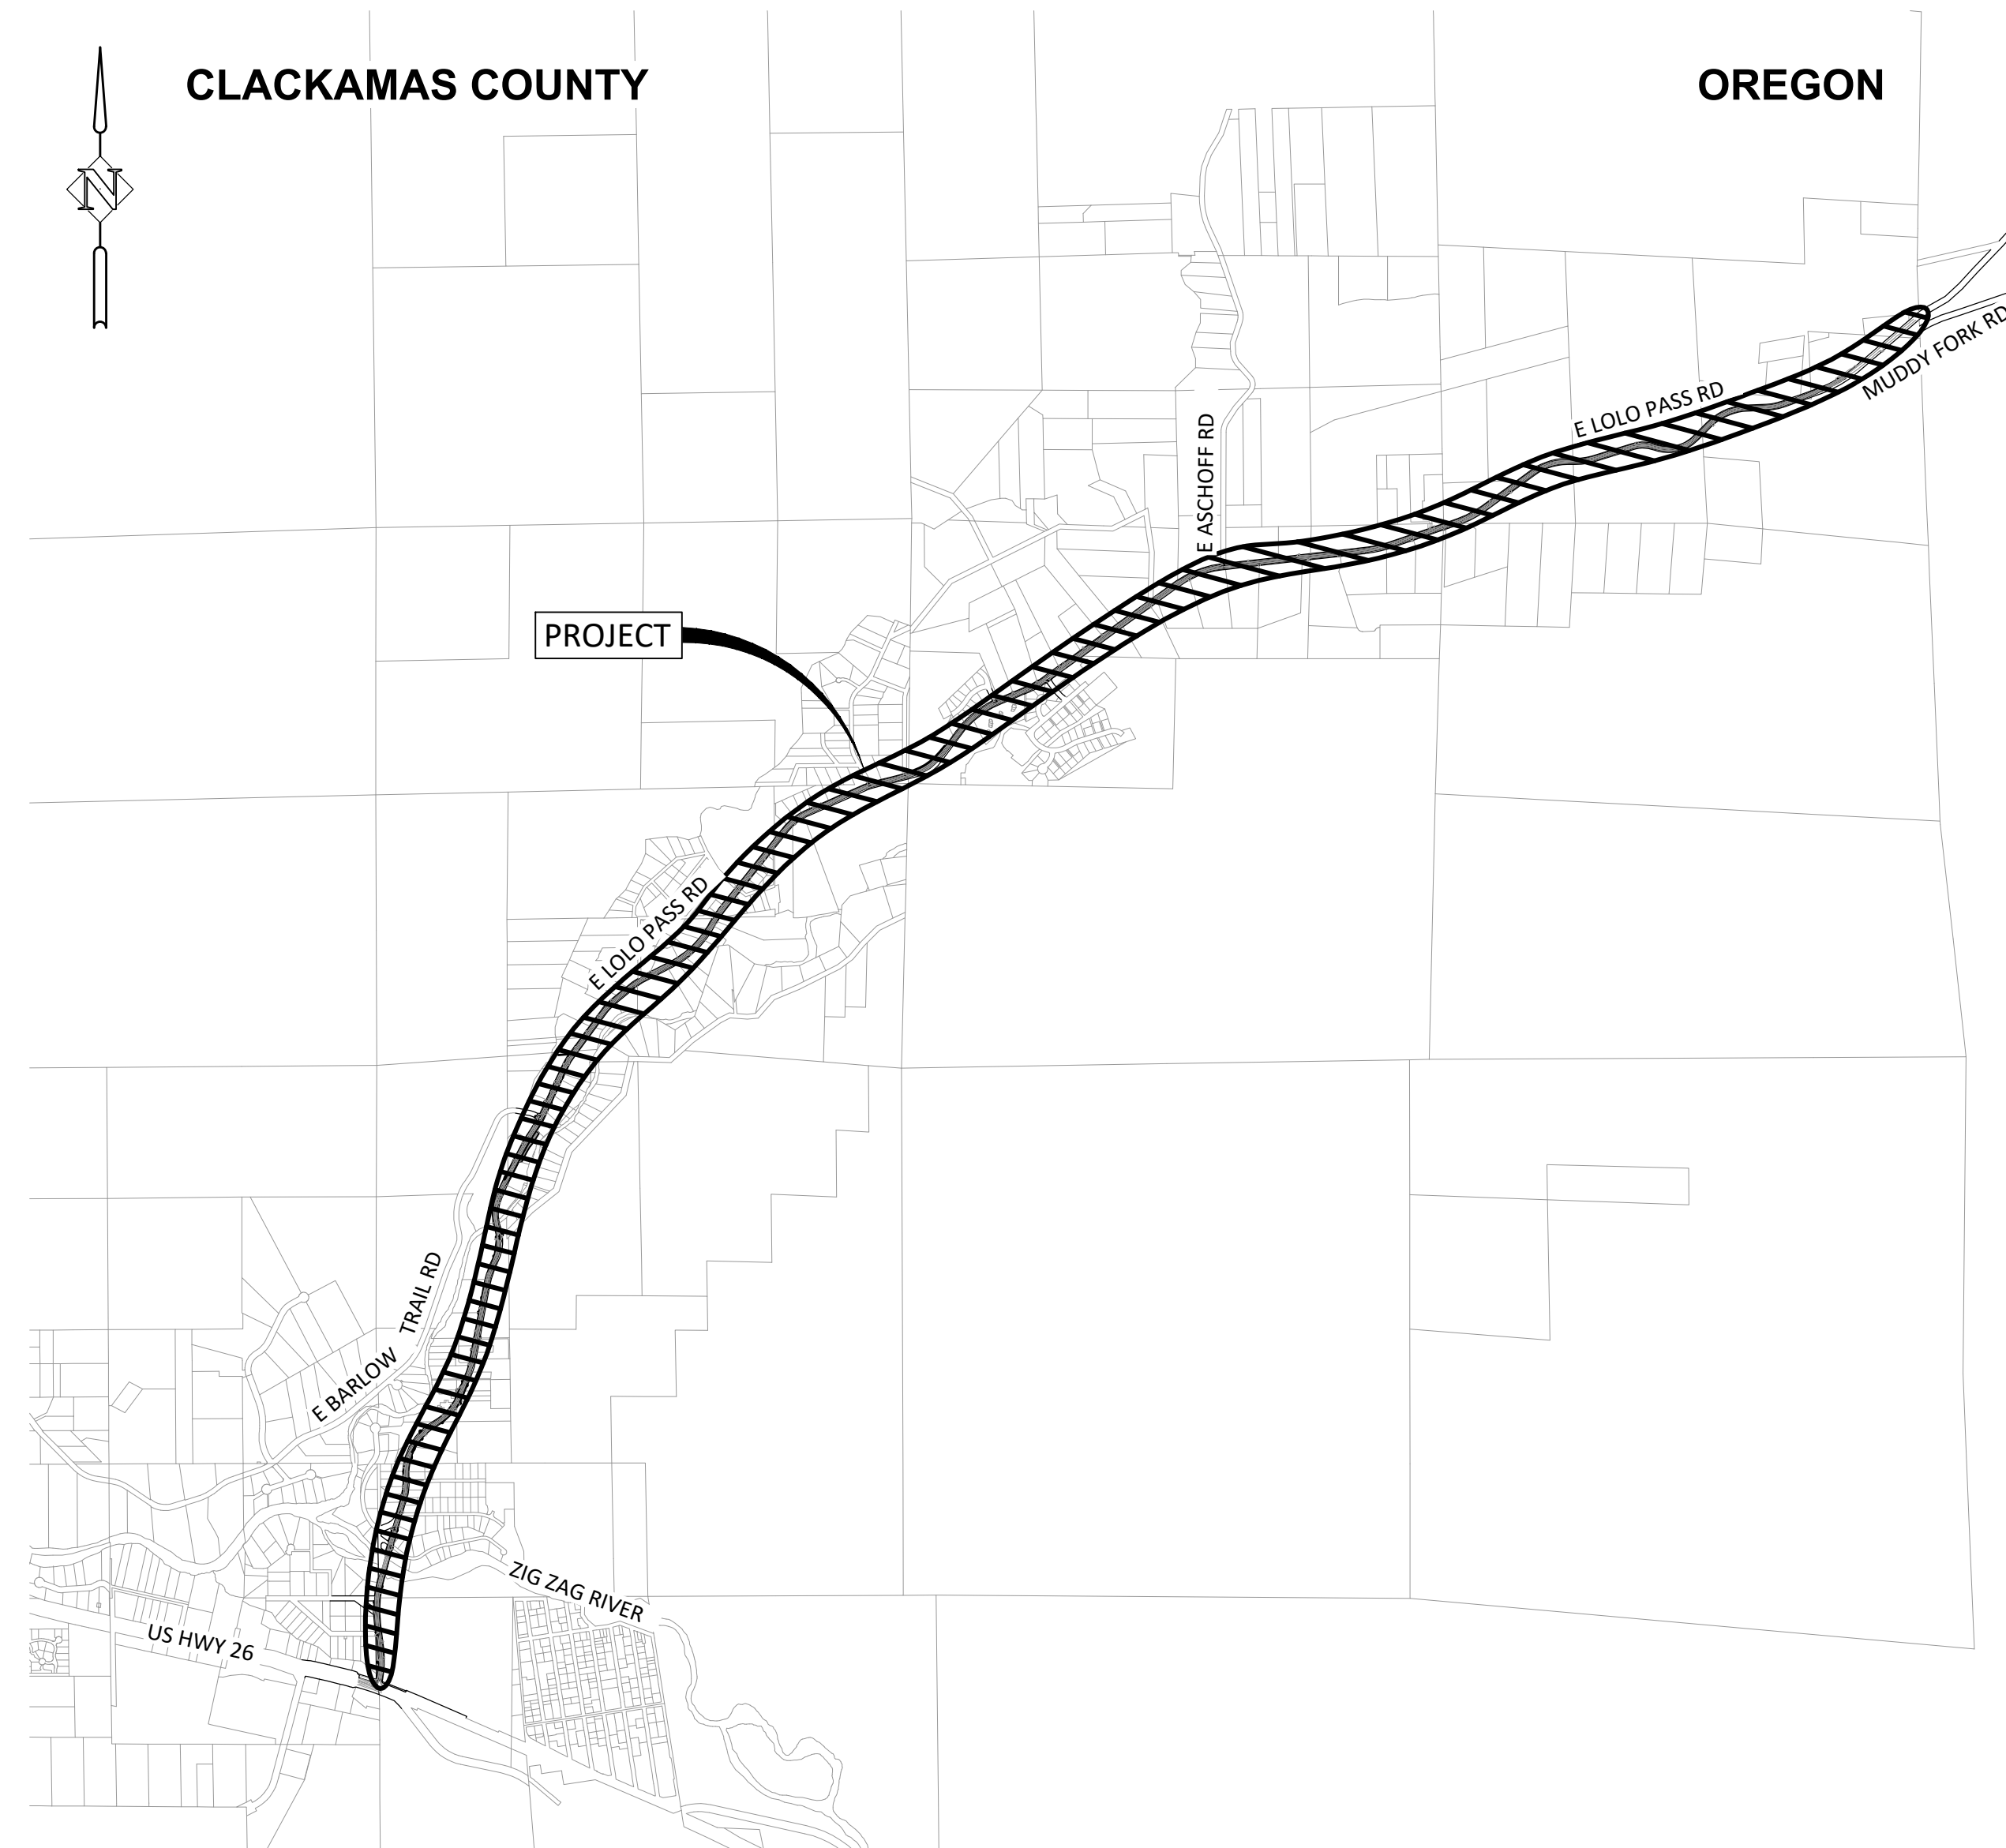 CLACKAMAS COUNTY
OREGON
N
MUDDY FORK RD
E LOLO PASS RD
E ASCHOFF RD
PROJECT
E LOLO PASS RD
E BARLOW TRAIL RD
ZIG ZAG RIVER
US HWY 26